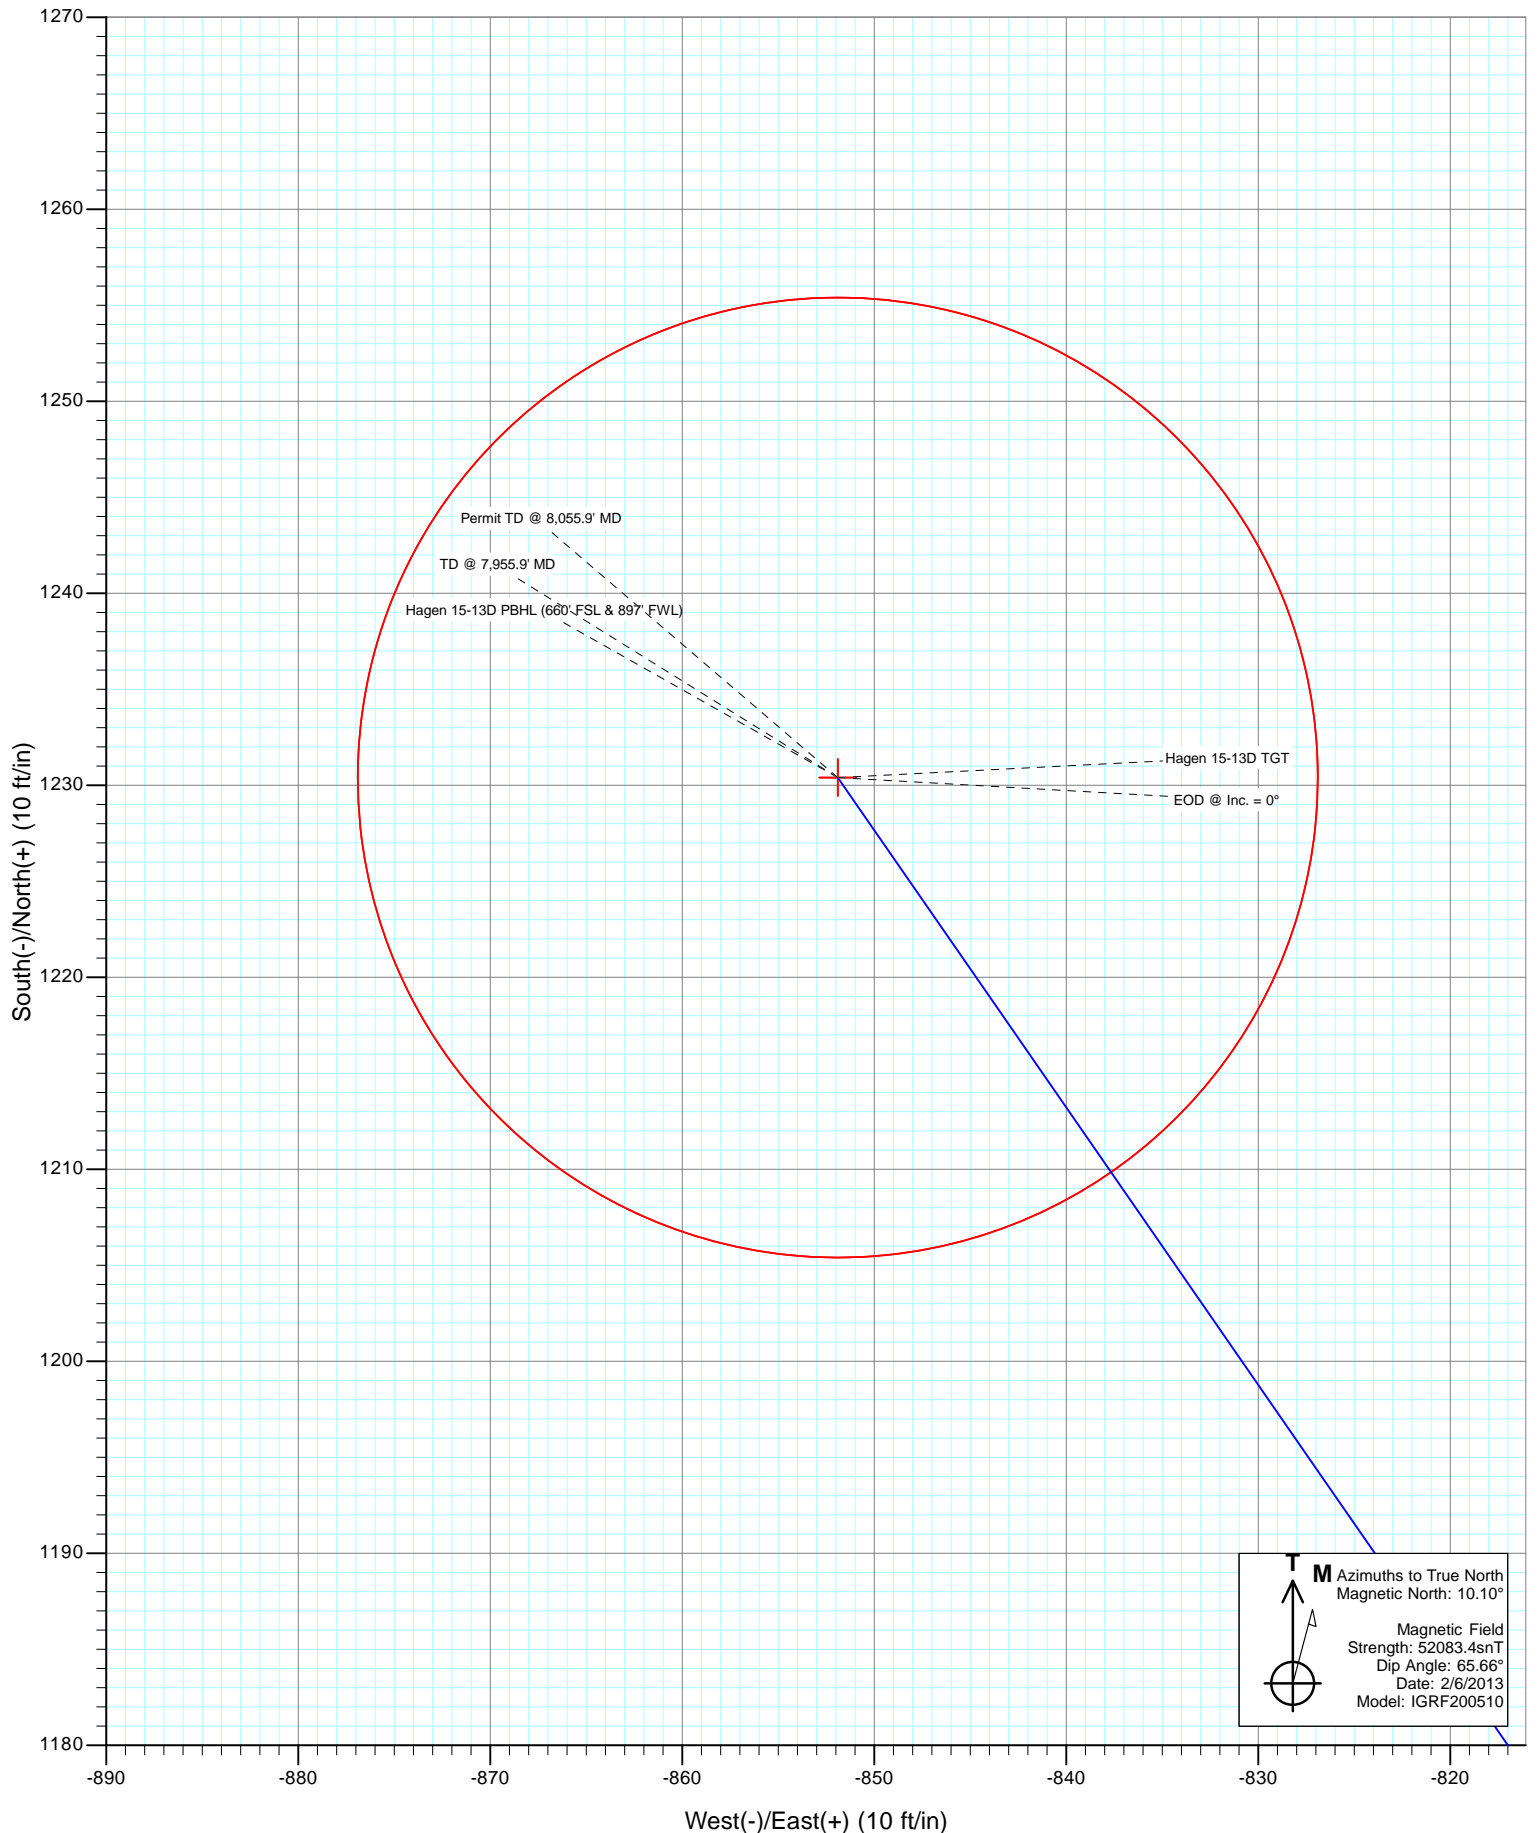 1270
1260
1250
1240
1230
1220
1210
1200
1190
1180
South(-)/North(+) (10 ft/in)
Permit TD @ 8,055.9' MD
TD @ 7,955.9' MD
Hagen 15-13D PBHL (660' FSL & 897' FWL)
Hagen 15-13D TGT
EOD @ Inc. = 0°
T
M
Azimuths to True North
Magnetic North: 10.10°
Magnetic Field
Strength: 52083.4snT
Dip Angle: 65.66°
Date: 2/6/2013
Model: IGRF200510
-890
-880
-870
-860
-850
-840
-830
-820
West(-)/East(+) (10 ft/in)